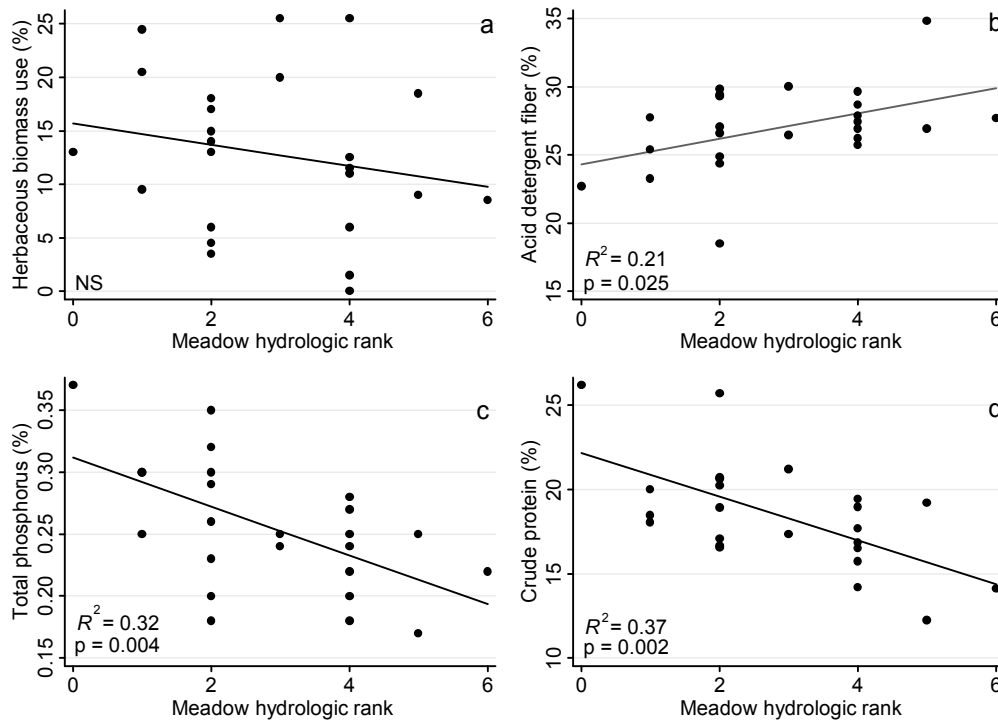 a
Herbaceous biomass use (%)
25
20
15
10
5
0
NS
0 2 4 6
Meadow hydrologic rank
b
Acid detergent fiber (%)
35
30
25
20
15
R² = 0.21
p = 0.025
0 2 4 6
Meadow hydrologic rank
c
Total phosphorus (%)
0.35
0.30
0.25
0.20
0.15
R² = 0.32
p = 0.004
0 2 4 6
Meadow hydrologic rank
d
Crude protein (%)
25
20
15
10
R² = 0.37
p = 0.002
0 2 4 6
Meadow hydrologic rank